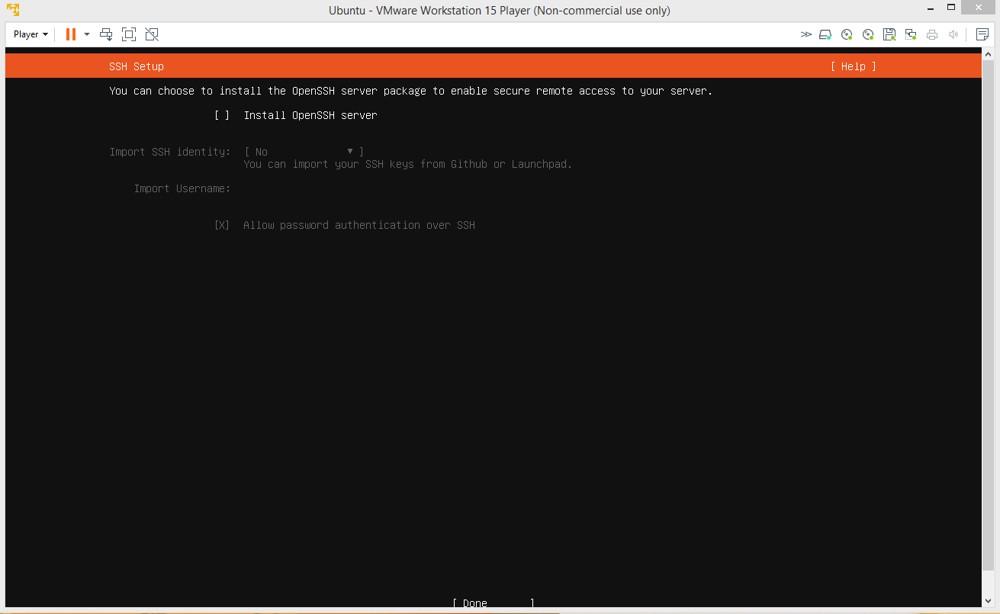 Ubuntu - VMware Workstation 15 Player (Non-commercial use only)
Player
SSH Setup [ Help ]
You can choose to install the OpenSSH server package to enable secure remote access to your server.
[ ] Install OpenSSH server
Import SSH identity: [ No ▼ ]
You can import your SSH keys from Github or Launchpad.
Import Username:
[X] Allow password authentication over SSH
[ Done ]